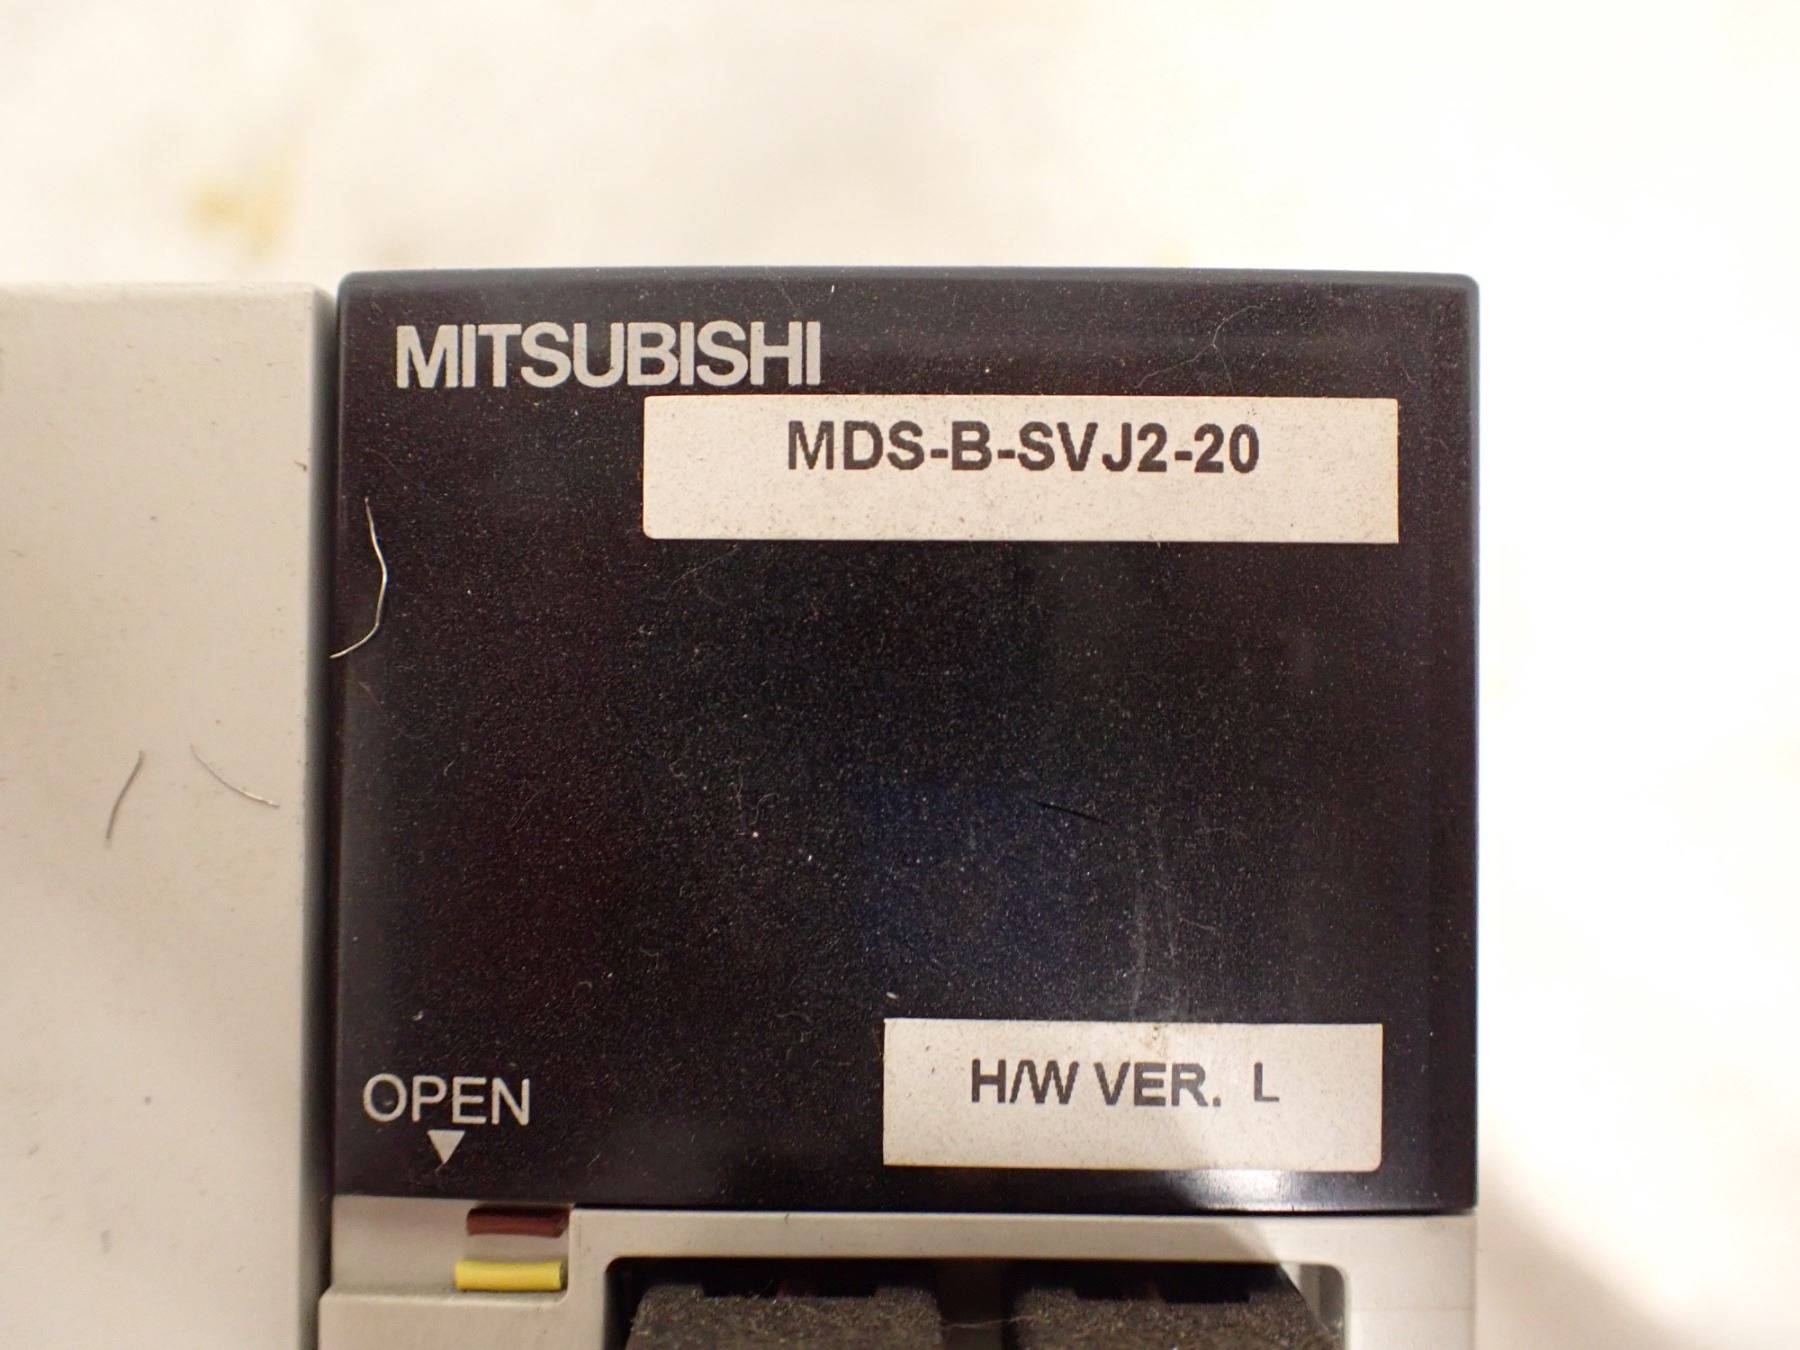 MITSUBISHI
MDS-B-SVJ2-20
H/W VER. L
OPEN